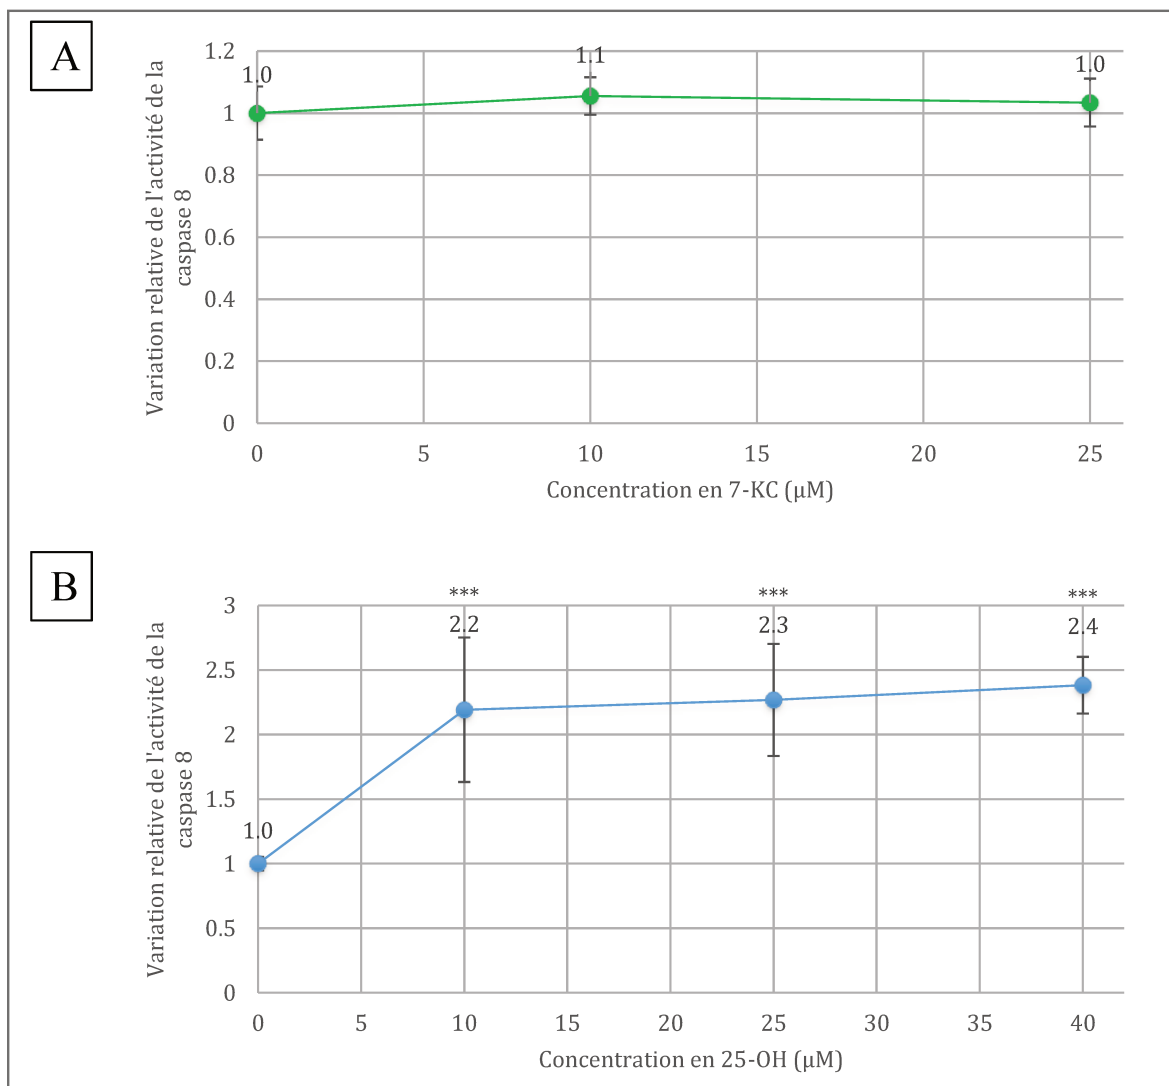 A
Variation relative de l'activité de la
caspase 8
1.2
1
0.8
0.6
0.4
0.2
0
1.0
1.1
1.0
0 5 10 15 20 25
Concentration en 7-KC (µM)
B
Variation relative de l'activité de la
caspase 8
3
2.5
2
1.5
1
0.5
0
*** *** ***
2.2 2.3 2.4
1.0
0 5 10 15 20 25 30 35 40
Concentration en 25-OH (µM)